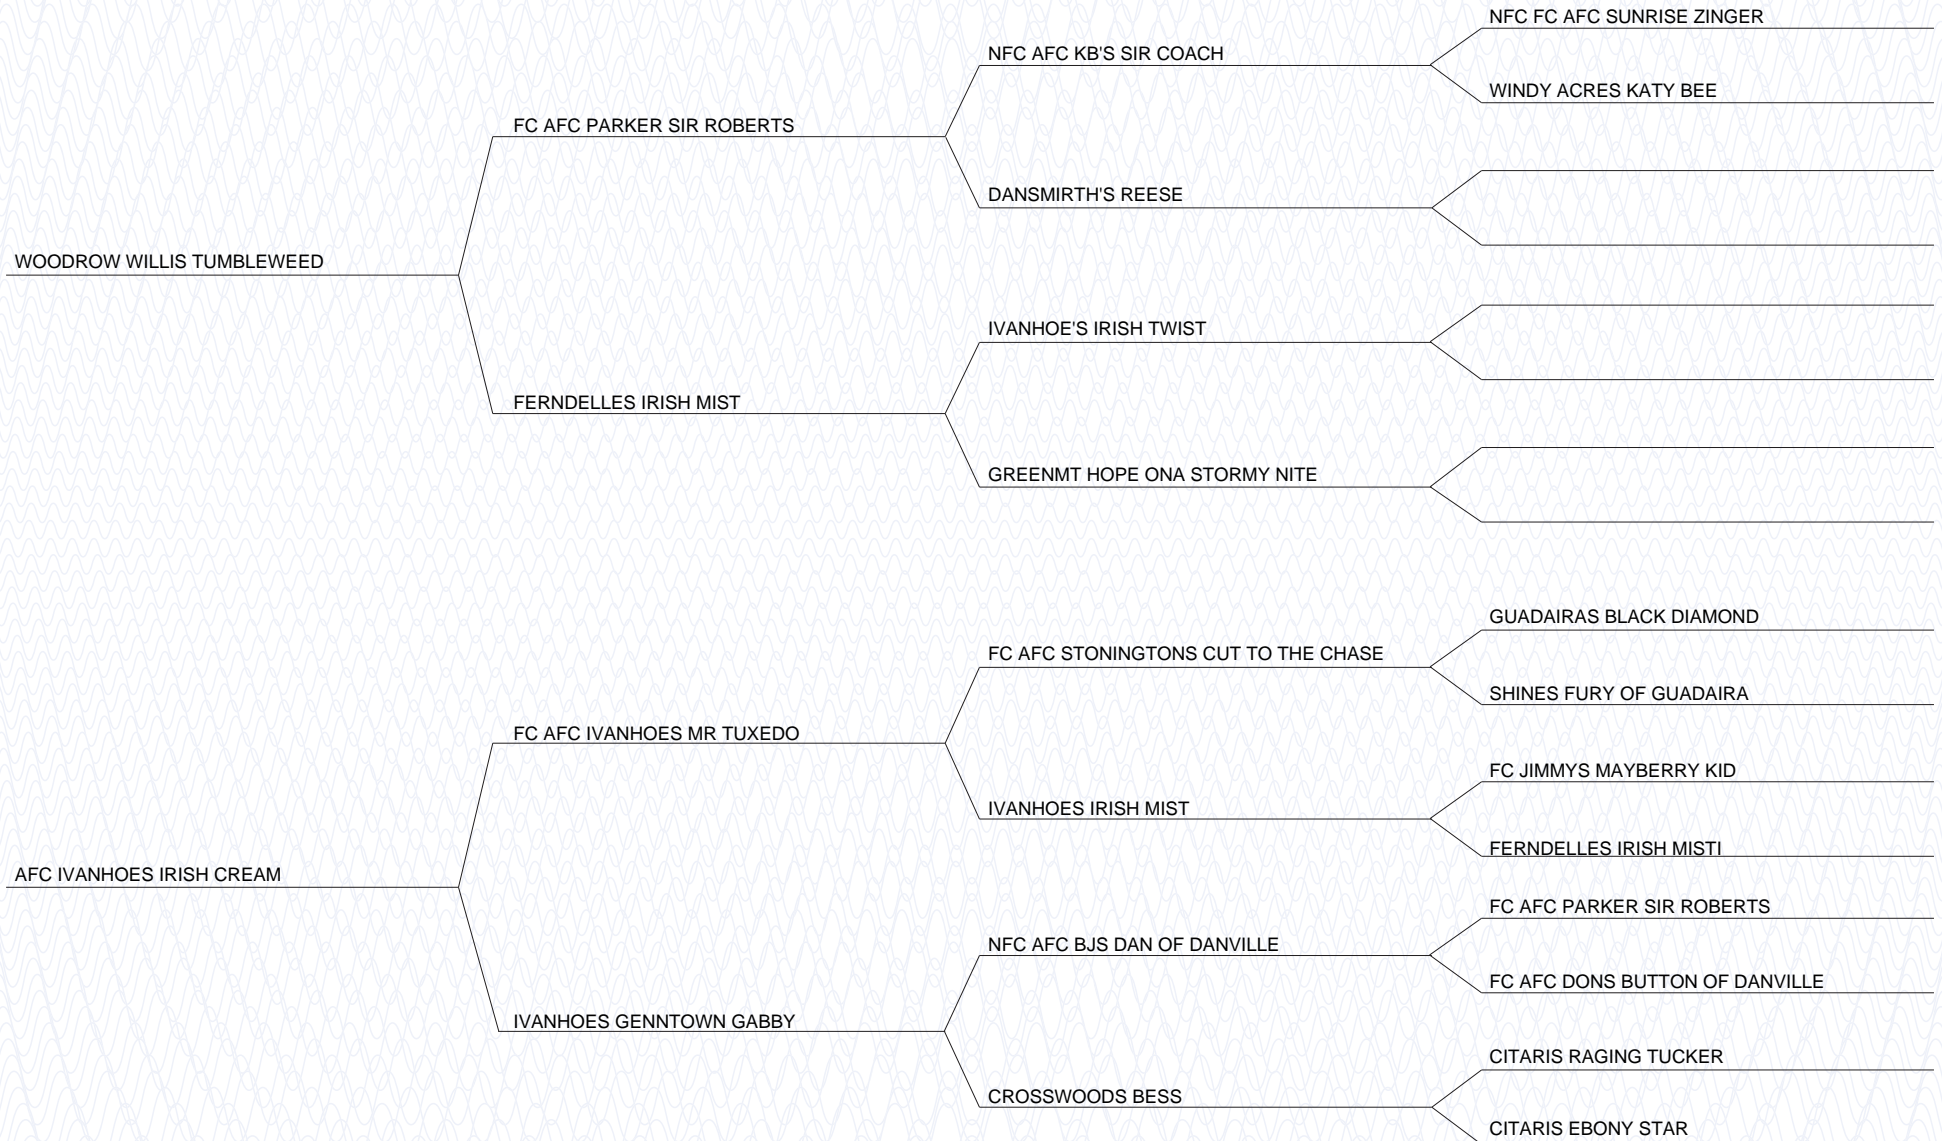 NFC FC AFC SUNRISE ZINGER
NFC AFC KB'S SIR COACH
WINDY ACRES KATY BEE
FC AFC PARKER SIR ROBERTS
DANSMIRTH'S REESE
WOODROW WILLIS TUMBLEWEED
IVANHOE'S IRISH TWIST
FERNDELLES IRISH MIST
GREENMT HOPE ONA STORMY NITE
GUADAIRAS BLACK DIAMOND
FC AFC STONINGTONS CUT TO THE CHASE
SHINES FURY OF GUADAIRA
FC AFC IVANHOES MR TUXEDO
FC JIMMYS MAYBERRY KID
IVANHOES IRISH MIST
FERNDELLES IRISH MISTI
AFC IVANHOES IRISH CREAM
FC AFC PARKER SIR ROBERTS
NFC AFC BJS DAN OF DANVILLE
FC AFC DONS BUTTON OF DANVILLE
IVANHOES GENNTOWN GABBY
CITARIS RAGING TUCKER
CROSSWOODS BESS
CITARIS EBONY STAR